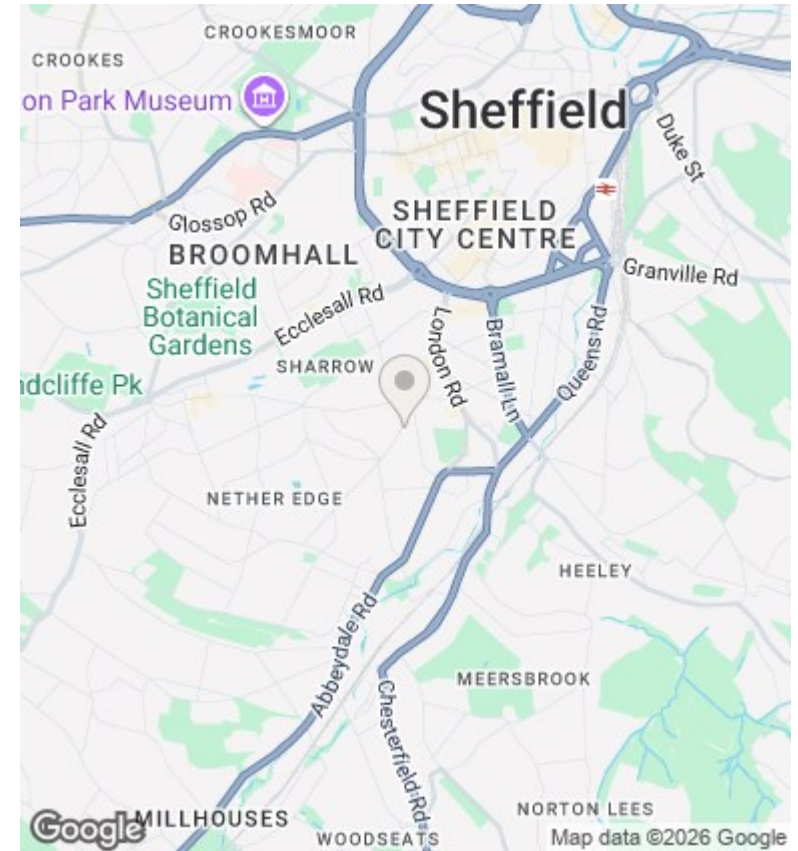 CROOKESMOOR
CROOKES
on Park Museum
Sheffield
Duke St
Glossop Rd
SHEFFIELD
CITY CENTRE
BROOMHALL
Granville Rd
Sheffield
Botanical
Gardens
Ecclesall Rd
London Rd
Bramall Ln
Queens Rd
SHARROW
ndcliffe Pk
Ecclesall Rd
NETHER EDGE
HEELEY
Abbeydale Rd
MEERSBROOK
Chesterfield Rd
NORTON LEES
Google
MILLHOUSES
WOODSEATS
Map data ©2026 Google